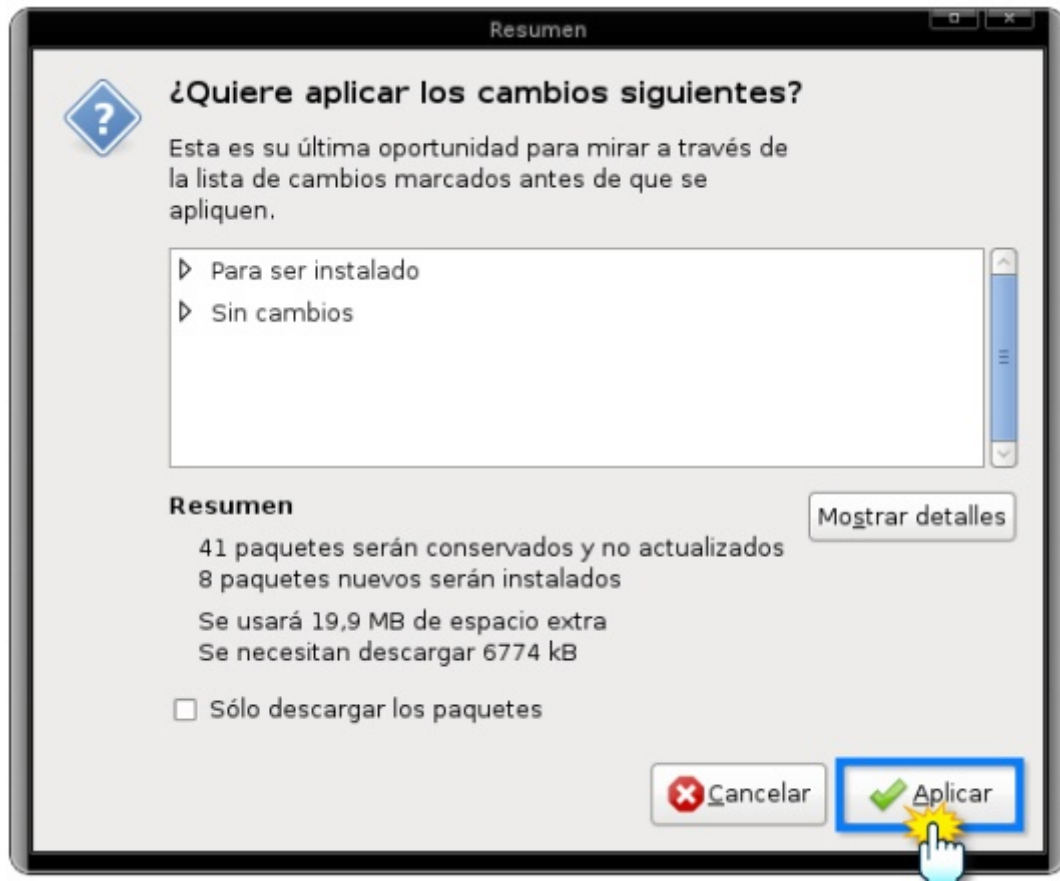 Resumen
¿Quiere aplicar los cambios siguientes?
Esta es su última oportunidad para mirar a través de
la lista de cambios marcados antes de que se
apliquen.
Para ser instalado
Sin cambios
Resumen
Mostrar detalles
41 paquetes serán conservados y no actualizados
8 paquetes nuevos serán instalados
Se usará 19,9 MB de espacio extra
Se necesitan descargar 6774 kB
Sólo descargar los paquetes
Cancelar
Aplicar